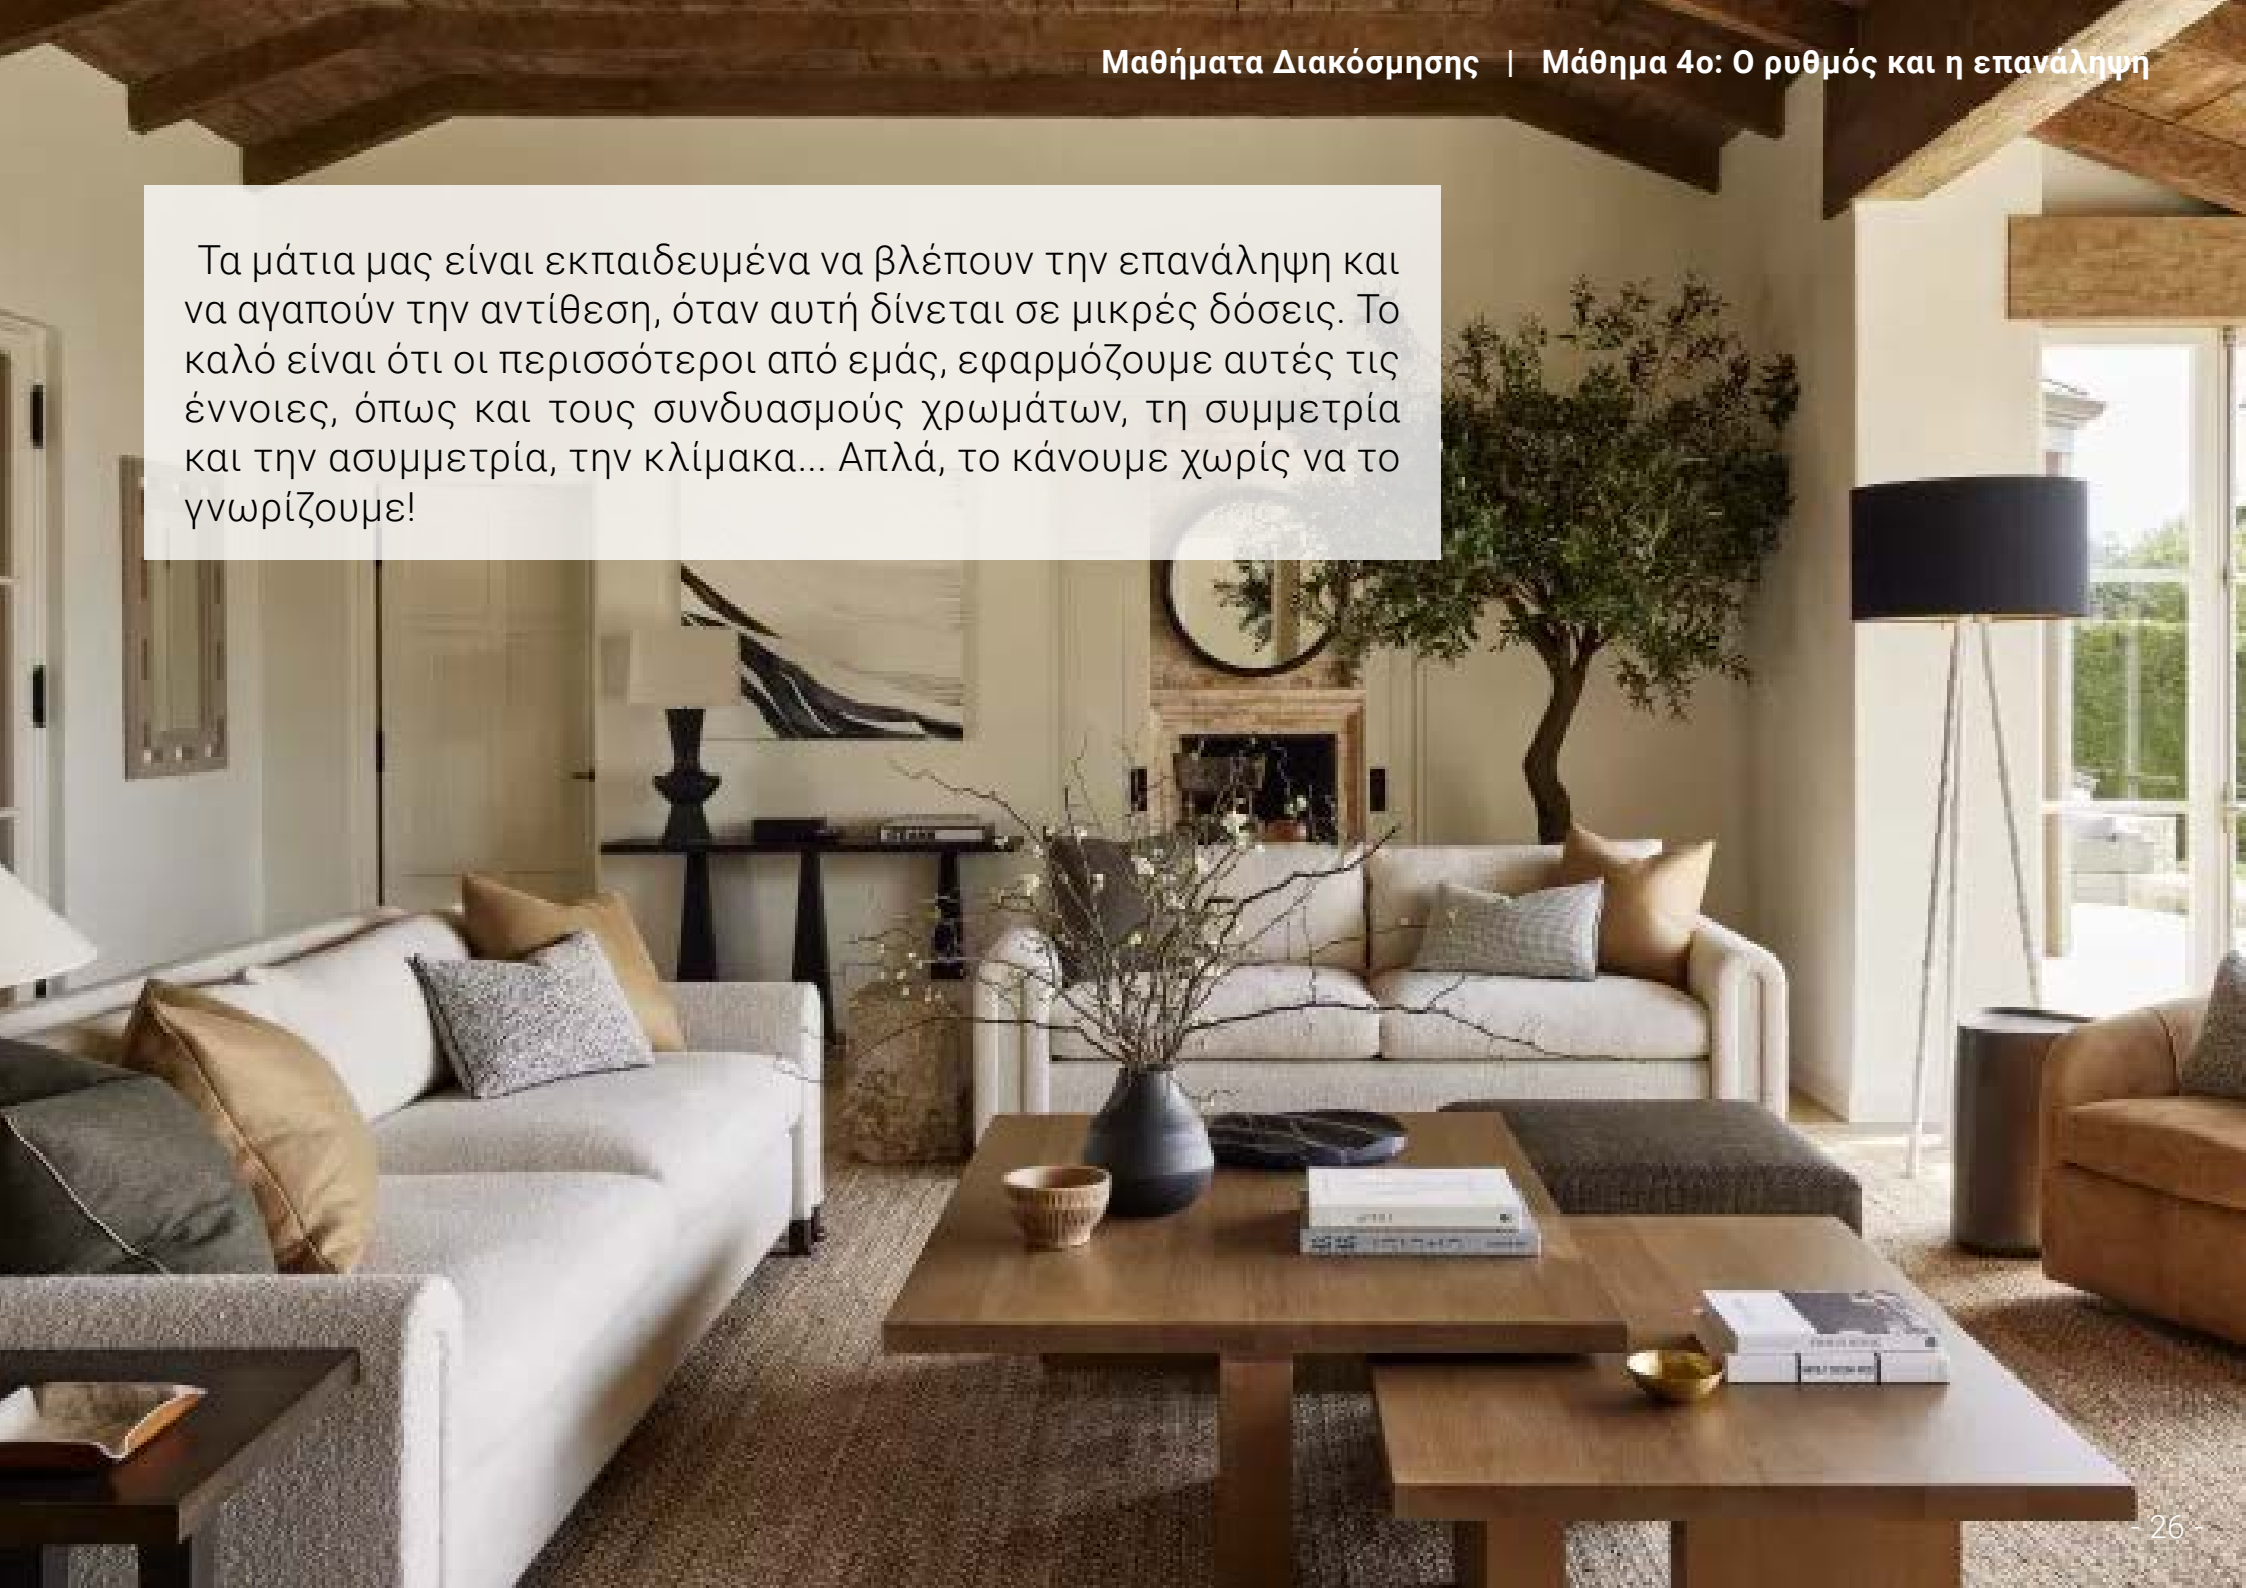 Μαθήματα Διακόσμησης | Μάθημα 4ο: Ο ρυθμός και η επανάληψη
Τα μάτια μας είναι εκπαιδευμένα να βλέπουν την επανάληψη και
να αγαπούν την αντίθεση, όταν αυτή δίνεται σε μικρές δόσεις. Το
καλό είναι ότι οι περισσότεροι από εμάς, εφαρμόζουμε αυτές τις
έννοιες, όπως και τους συνδυασμούς χρωμάτων, τη συμμετρία
και την ασυμμετρία, την κλίμακα... Απλά, το κάνουμε χωρίς να το
γνωρίζουμε!
- 26 -